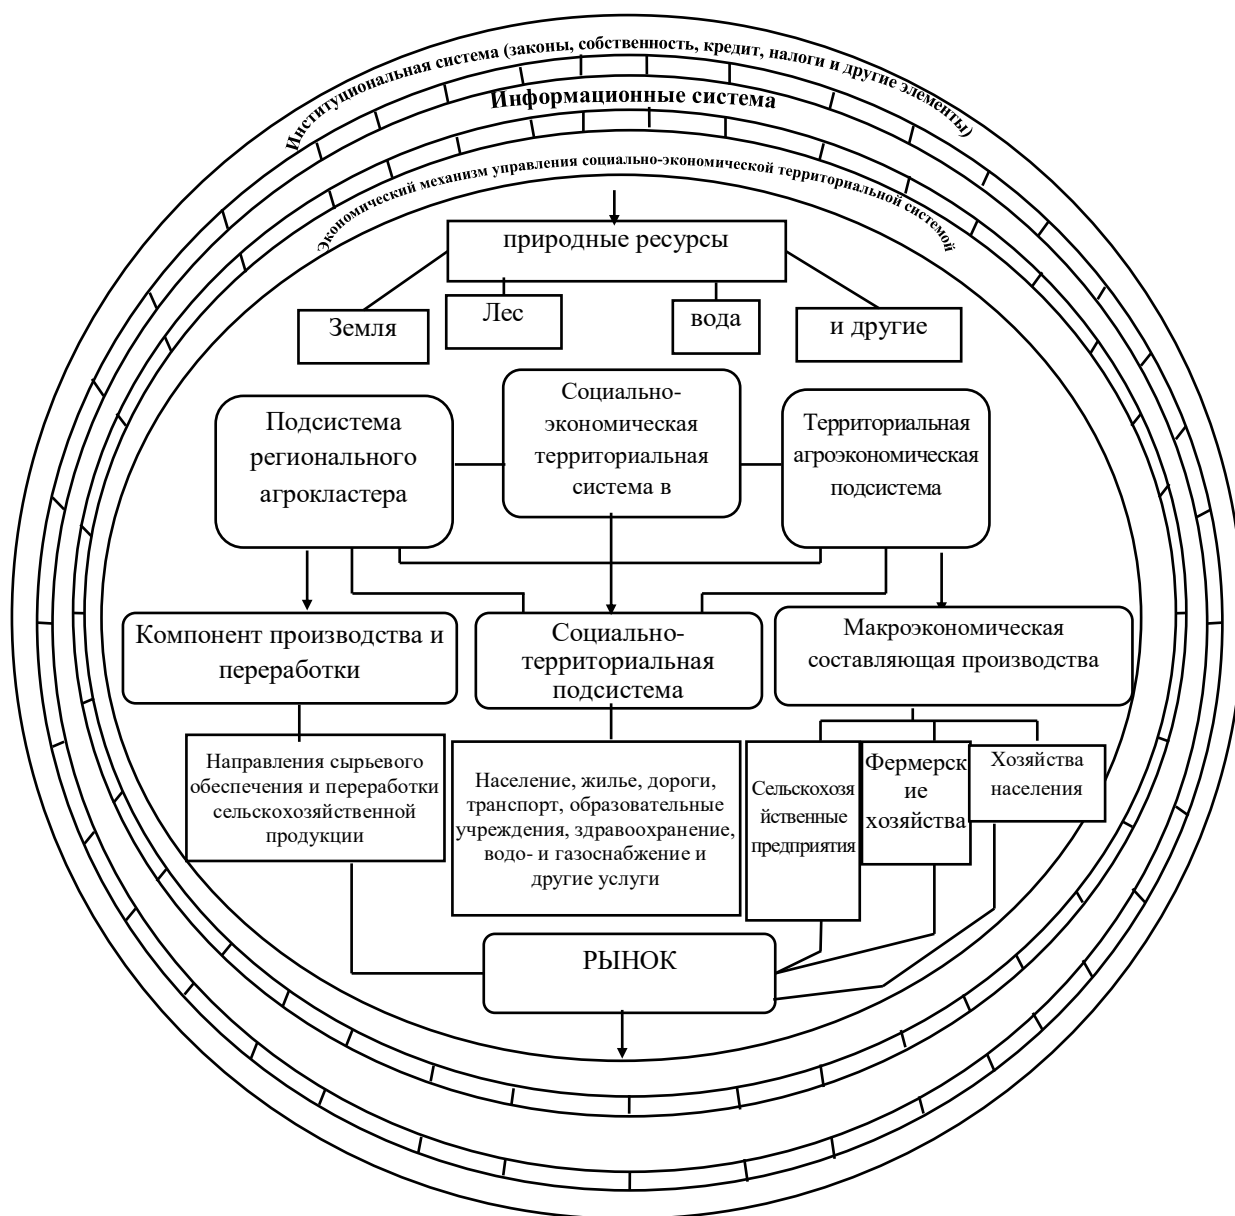 Институциональная система (законы, собственность, кредит, налоги и другие элементы)
Информационные система
Экономический механизм управления социально-экономической территориальной системой
природные ресурсы
Земля
Лес
вода
и другие
Подсистема
регионального
агрокластера
Социально-
экономическая
территориальная
система в
Территориальная
агроэкономическая
подсистема
Компонент производства и
переработки
Социально-
территориальная
подсистема
Макроэкономическая
составляющая производства
Направления сырьевого
обеспечения и переработки
сельскохозяйственной
продукции
Население, жилье, дороги,
транспорт, образовательные
учреждения, здравоохранение,
водо- и газоснабжение и
другие услуги
Сельскохозя
йственные
предприятия
Фермерск
ие
хозяйства
Хозяйства
населения
РЫНОК